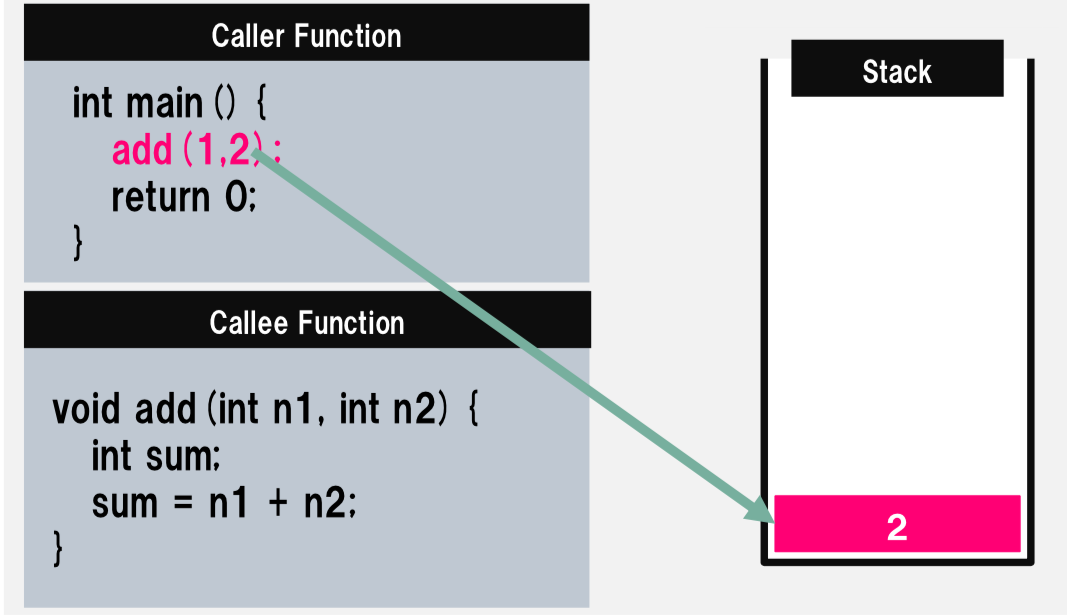 Caller Function
int main () {
add (1,2) ;
return 0;
}
Callee Function
void add (int n1, int n2) {
int sum;
sum = n1 + n2;
}
Stack
2